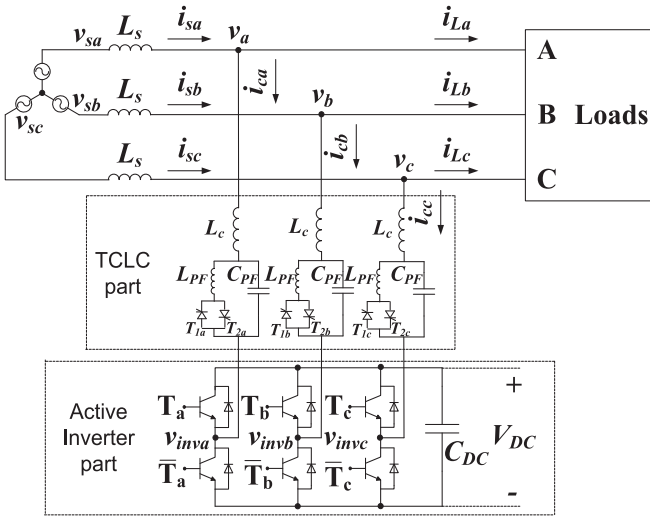 v_sa L_s i_sa v_a i_La A
i_ca
v_sb L_s i_sb v_b i_Lb B Loads
v_sc i_cb
L_s i_sc v_c i_Lc C
i_cc
L_c L_c L_c
TCLC part
L_PF C_PF L_PF C_PF L_PF C_PF
T_1a T_2a T_1b T_2b T_1c T_2c
Active Inverter part
T_a T_b T_c +
v_inva v_invb v_invc C_DC V_DC
T̅_a T̅_b T̅_c -